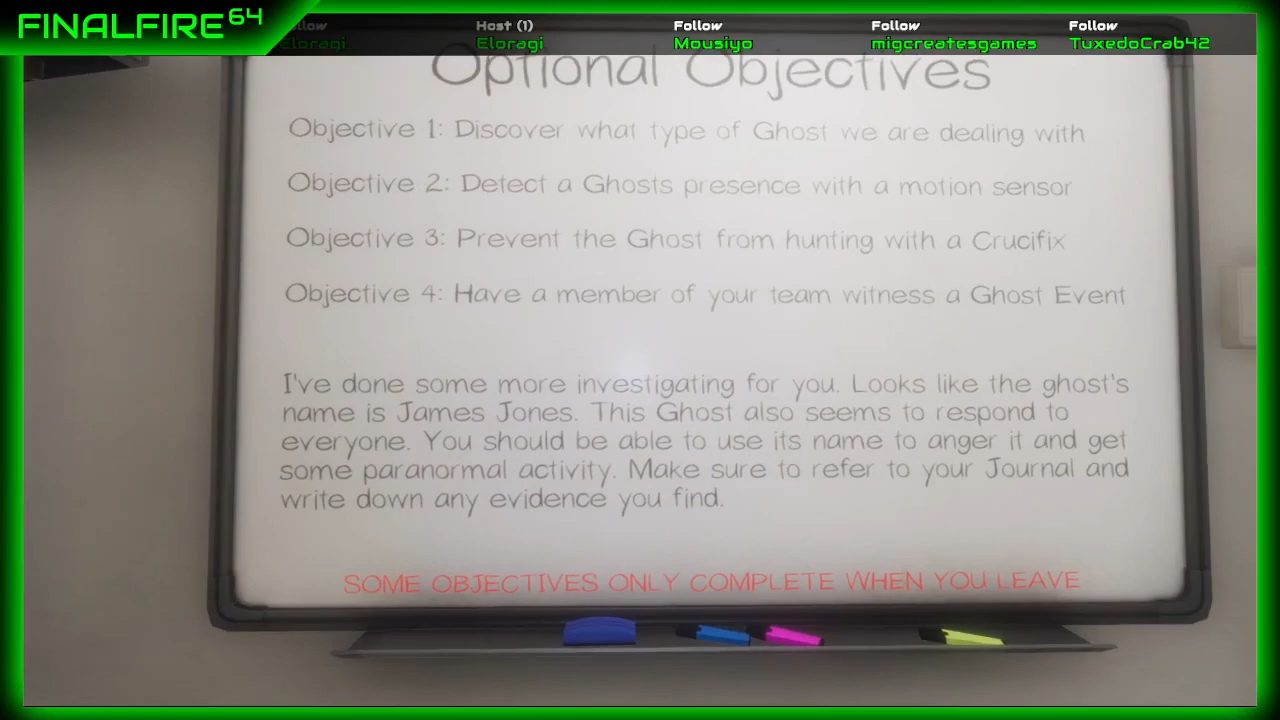 FINALFIRE64
Follow Host (1) Follow Follow Follow
Eloragi Eloragi Mousiyo migcreatesgames TuxedoCrab42
Optional Objectives
Objective 1: Discover what type of Ghost we are dealing with
Objective 2: Detect a Ghosts presence with a motion sensor
Objective 3: Prevent the Ghost from hunting with a Crucifix
Objective 4: Have a member of your team witness a Ghost Event
I've done some more investigating for you. Looks like the ghost's
name is James Jones. This Ghost also seems to respond to
everyone. You should be able to use its name to anger it and get
some paranormal activity. Make sure to refer to your Journal and
write down any evidence you find.
SOME OBJECTIVES ONLY COMPLETE WHEN YOU LEAVE